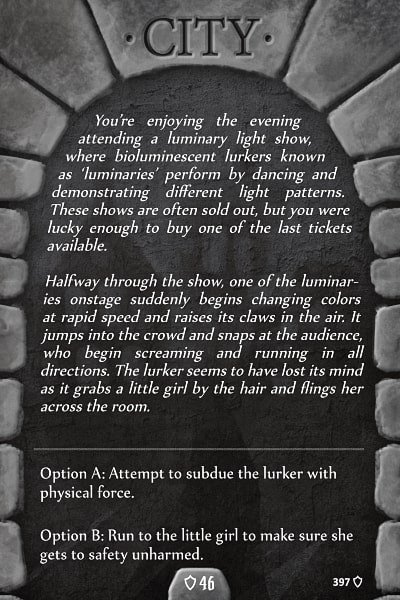 · CITY ·
You're enjoying the evening
attending a luminary light show,
where bioluminescent lurkers known
as 'luminaries' perform by dancing and
demonstrating different light patterns.
These shows are often sold out, but you were
lucky enough to buy one of the last tickets
available.
Halfway through the show, one of the luminar-
ies onstage suddenly begins changing colors
at rapid speed and raises its claws in the air. It
jumps into the crowd and snaps at the audience,
who begin screaming and running in all
directions. The lurker seems to have lost its mind
as it grabs a little girl by the hair and flings her
across the room.
Option A: Attempt to subdue the lurker with
physical force.
Option B: Run to the little girl to make sure she
gets to safety unharmed.
46
397